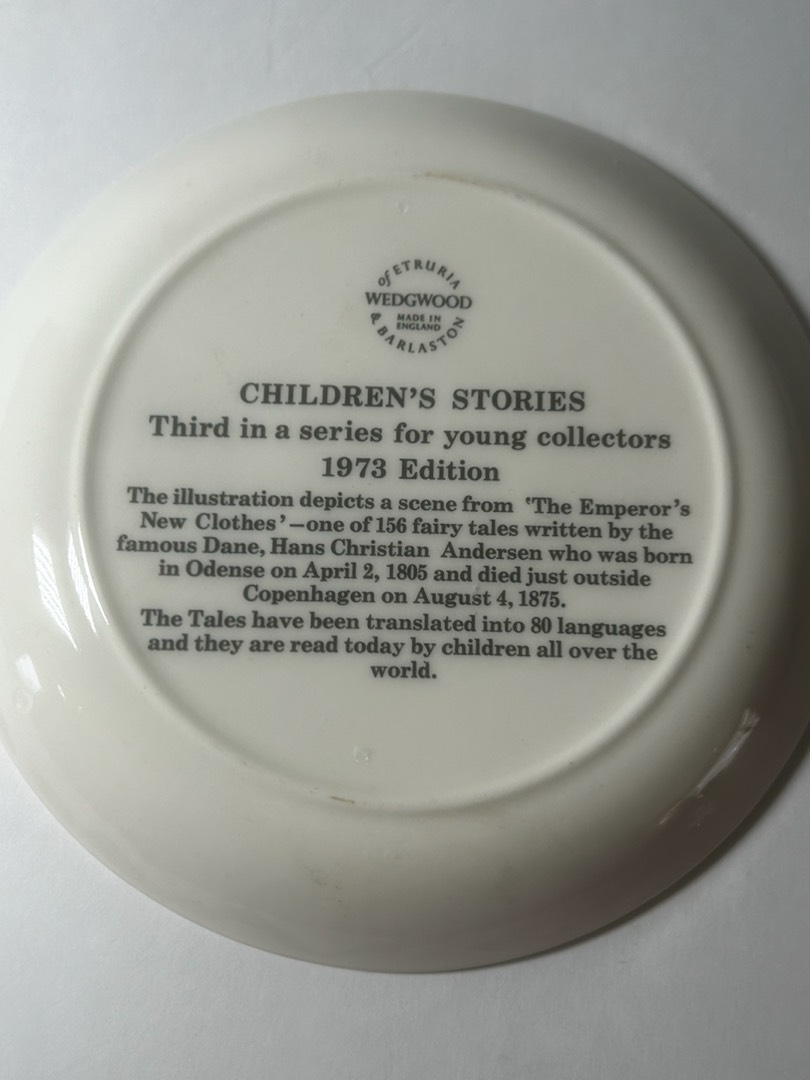 of ETRURIA
WEDGWOOD
MADE IN
ENGLAND
& BARLASTON
CHILDREN'S STORIES
Third in a series for young collectors
1973 Edition
The illustration depicts a scene from 'The Emperor's
New Clothes'—one of 156 fairy tales written by the
famous Dane, Hans Christian Andersen who was born
in Odense on April 2, 1805 and died just outside
Copenhagen on August 4, 1875.
The Tales have been translated into 80 languages
and they are read today by children all over the
world.